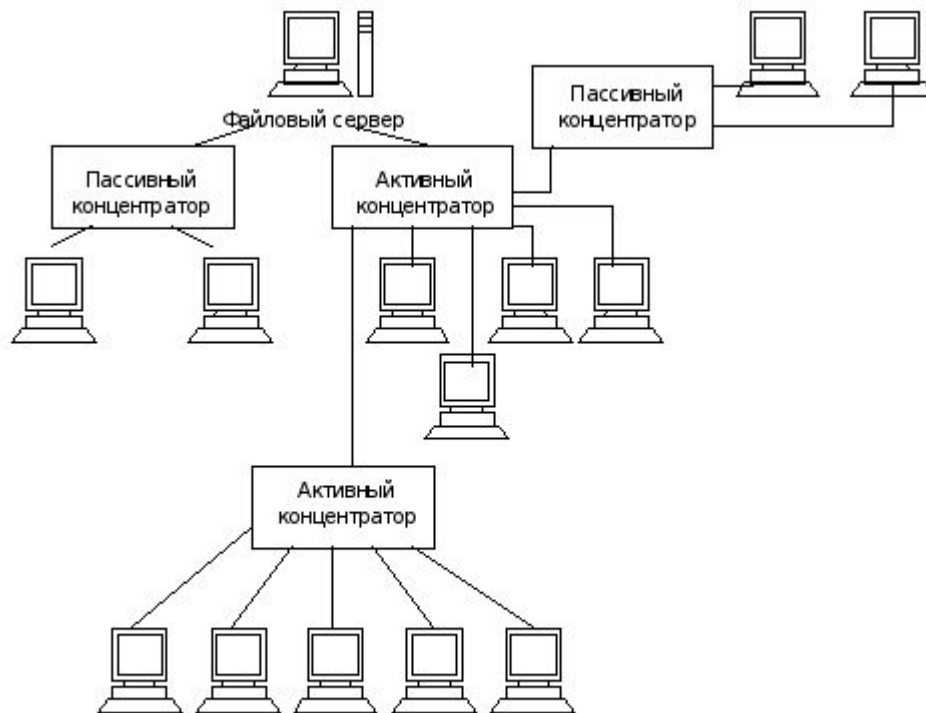 Файловый сервер
Пассивный
концентратор
Пассивный
концентратор
Активный
концентратор
Активный
концентратор